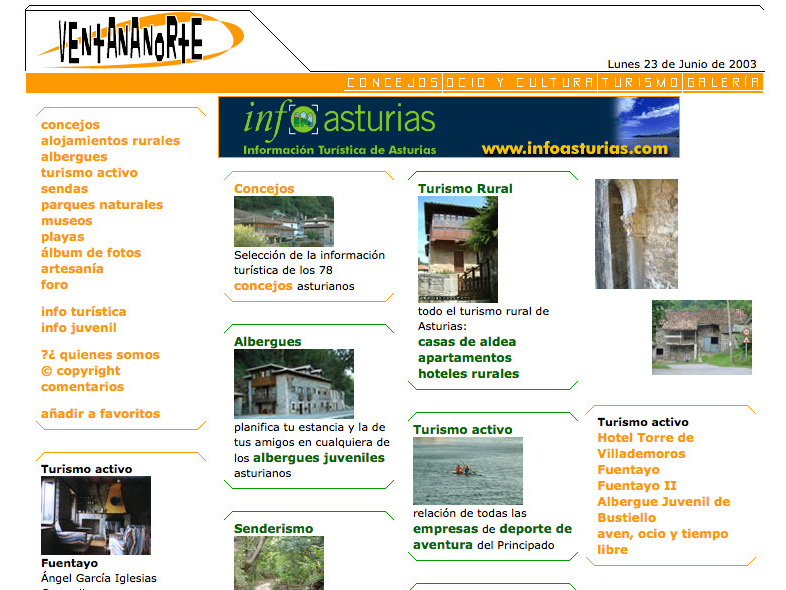 VENTANANORTE
Lunes 23 de Junio de 2003
CONCEJOS OCIO Y CULTURA TURISMO GALERÍA
concejos
alojamientos rurales
albergues
turismo activo
sendas
parques naturales
museos
playas
álbum de fotos
artesanía
foro
info turística
info juvenil
?¿ quienes somos
© copyright
comentarios
añadir a favoritos
Turismo activo
Fuentayo
Ángel García Iglesias
infoasturias
Información Turística de Asturias
www.infoasturias.com
Concejos
Selección de la información
turística de los 78
concejos asturianos
Albergues
planifica tu estancia y la de
tus amigos en cualquiera de
los albergues juveniles
asturianos
Senderismo
Turismo Rural
todo el turismo rural de
Asturias:
casas de aldea
apartamentos
hoteles rurales
Turismo activo
relación de todas las
empresas de deporte de
aventura del Principado
Turismo activo
Hotel Torre de
Villademoros
Fuentayo
Fuentayo II
Albergue Juvenil de
Bustiello
aven, ocio y tiempo
libre